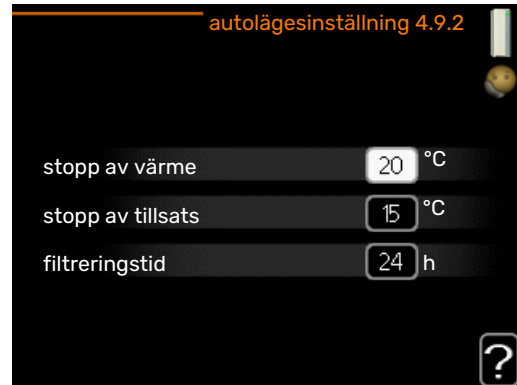 autolägesinställning 4.9.2
stopp av värme 20 °C
stopp av tillsats 15 °C
filtreringstid 24 h
?